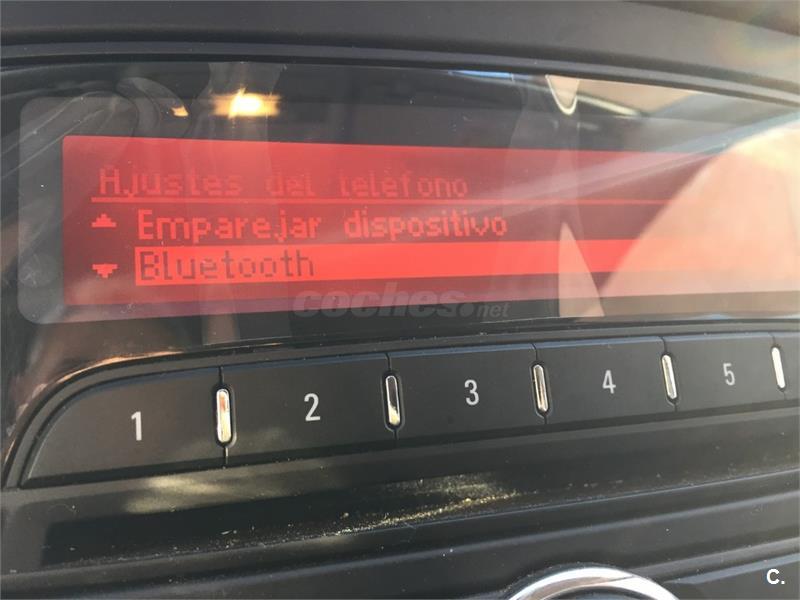 Ajustes del teléfono
Emparejar dispositivo
Bluetooth
coches.net
1 2 3 4 5
C.